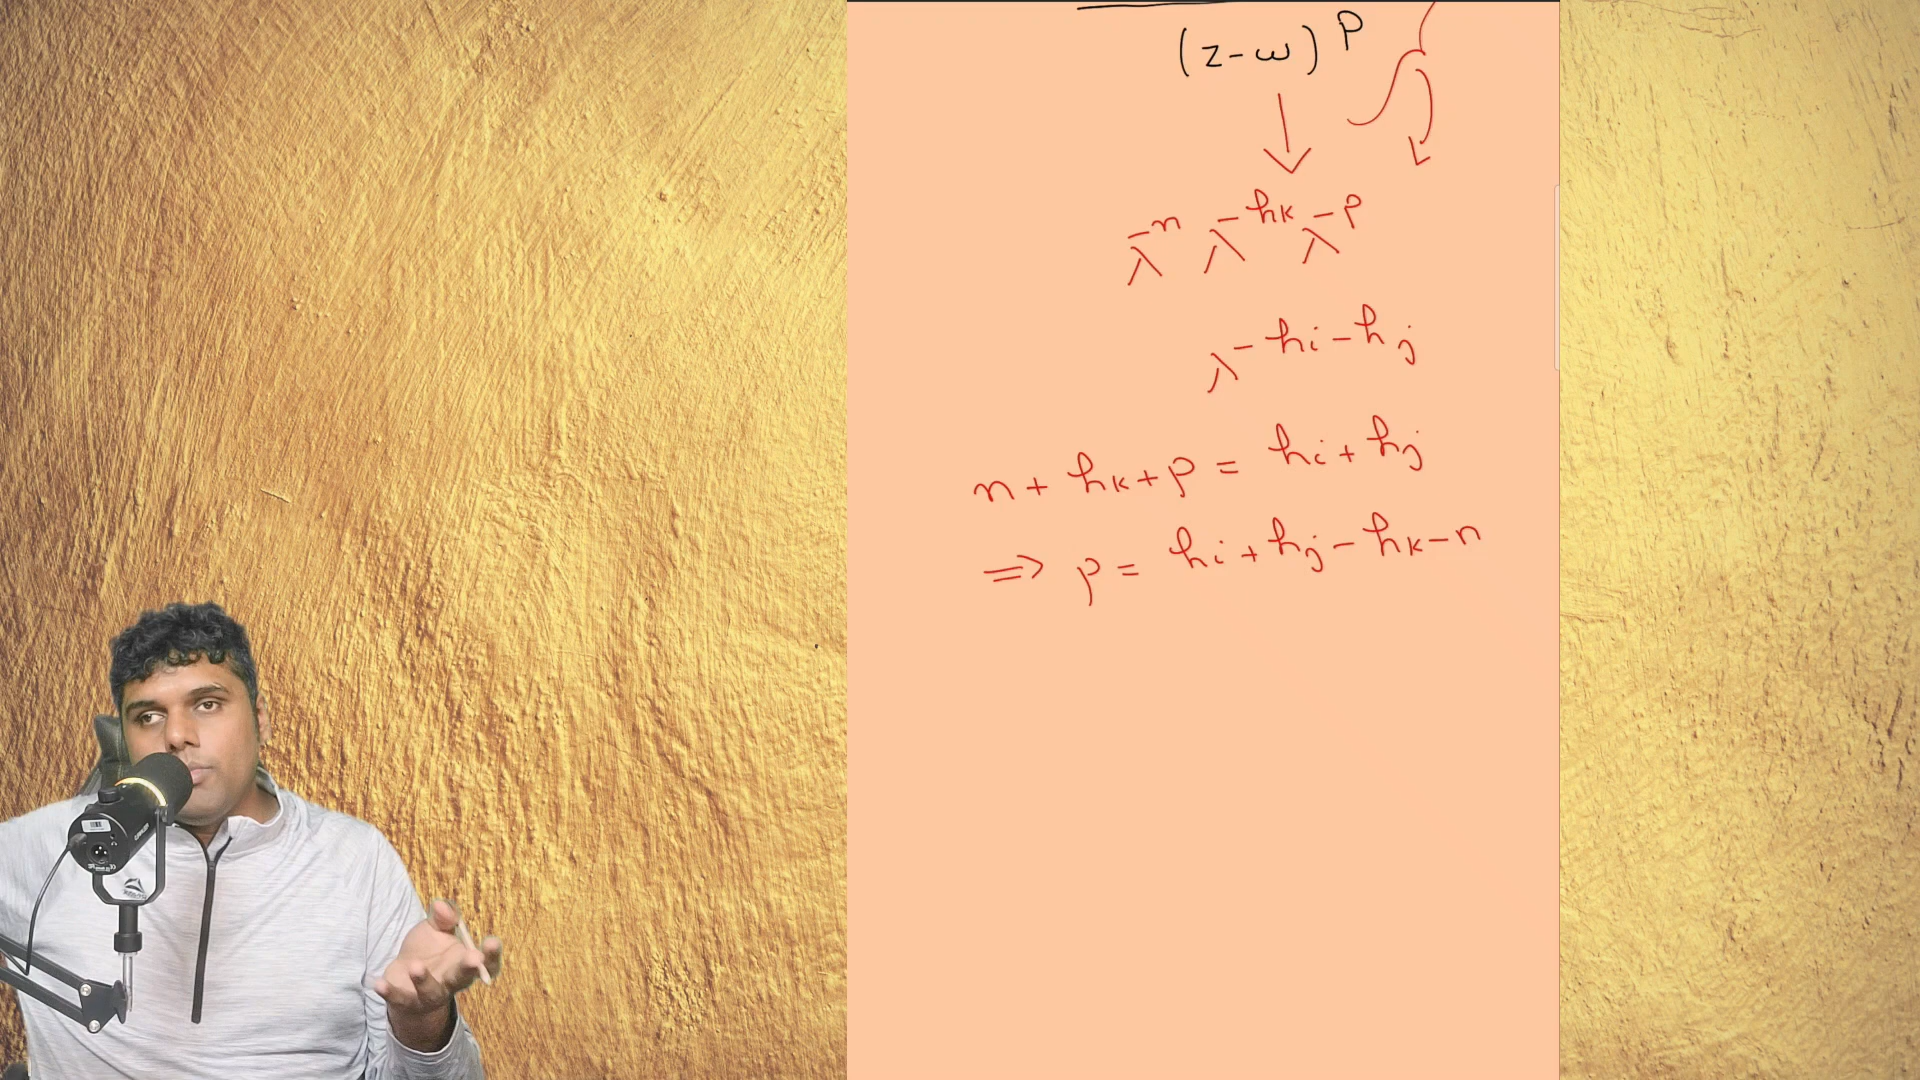 (z-ω)^p
λ^-n λ^-hk λ^-p
λ^-hi-hj
n + hk + p = hi + hj
⇒ p = hi + hj - hk - n